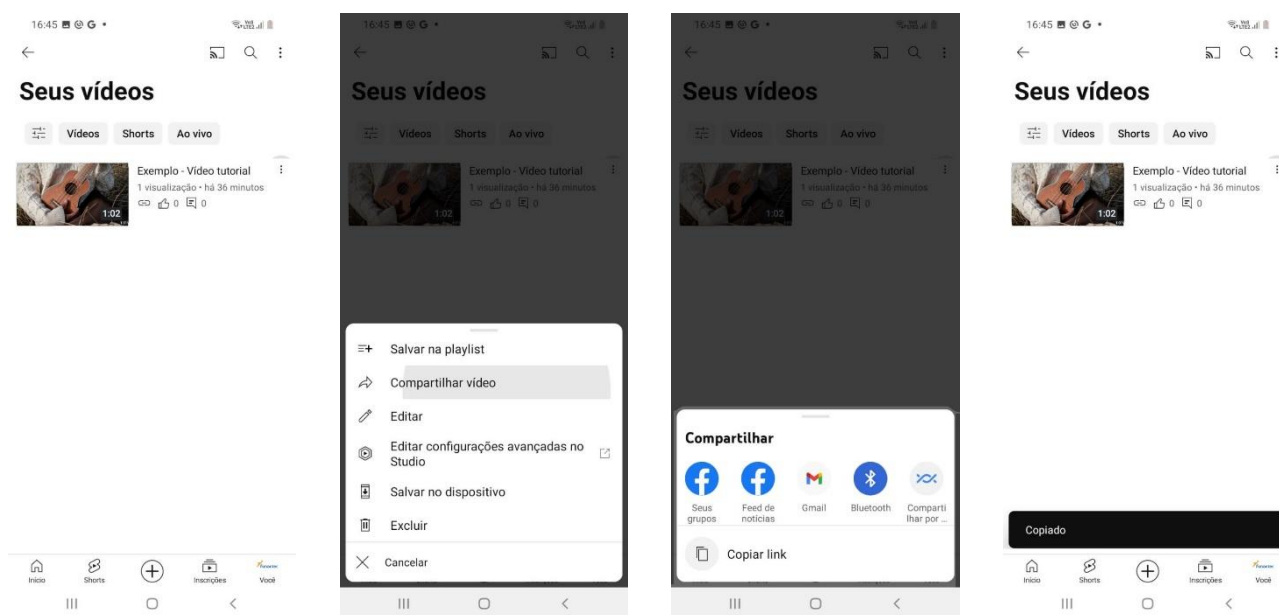 16:45
Seus vídeos
Vídeos Shorts Ao vivo
Exemplo - Vídeo tutorial
1 visualização • há 36 minutos
0 0
1:02
Início Shorts Inscrições Você
16:45
Seus vídeos
Vídeos Shorts Ao vivo
Exemplo - Vídeo tutorial
1 visualização • há 36 minutos
0 0
1:02
Salvar na playlist
Compartilhar vídeo
Editar
Editar configurações avançadas no
Studio
Salvar no dispositivo
Excluir
Cancelar
16:45
Seus vídeos
Vídeos Shorts Ao vivo
Exemplo - Vídeo tutorial
1 visualização • há 36 minutos
0 0
1:02
Compartilhar
Seus Feed de Gmail Bluetooth Comparti
grupos notícias lhar por ...
Copiar link
16:45
Seus vídeos
Vídeos Shorts Ao vivo
Exemplo - Vídeo tutorial
1 visualização • há 36 minutos
0 0
1:02
Copiado
Início Shorts Inscrições Você